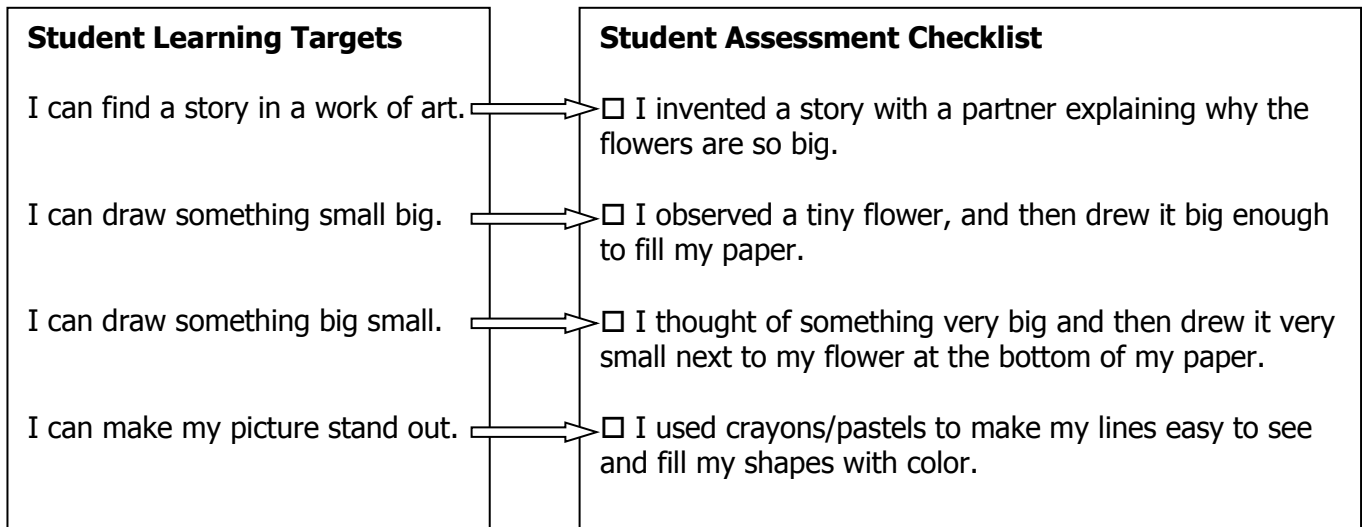 Student Learning Targets
I can find a story in a work of art.
I can draw something small big.
I can draw something big small.
I can make my picture stand out.
Student Assessment Checklist
☐ I invented a story with a partner explaining why the
flowers are so big.
☐ I observed a tiny flower, and then drew it big enough
to fill my paper.
☐ I thought of something very big and then drew it very
small next to my flower at the bottom of my paper.
☐ I used crayons/pastels to make my lines easy to see
and fill my shapes with color.